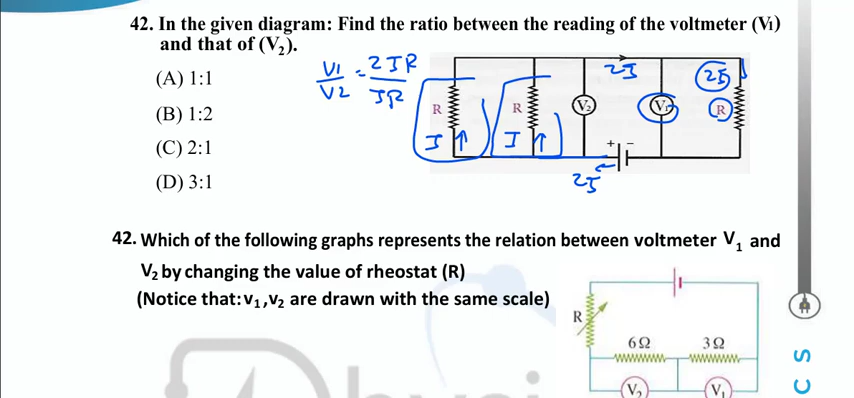 42. In the given diagram: Find the ratio between the reading of the voltmeter (V1)
and that of (V2).
(A) 1:1
(B) 1:2
(C) 2:1
(D) 3:1
V1/V2 = 2IR/IR
R
I
R
I
V2
2I
V1
2I
R
+ -
2I
42. Which of the following graphs represents the relation between voltmeter V1 and
V2 by changing the value of rheostat (R)
(Notice that: v1,v2 are drawn with the same scale)
R
6Ω
3Ω
V2
V1
C S